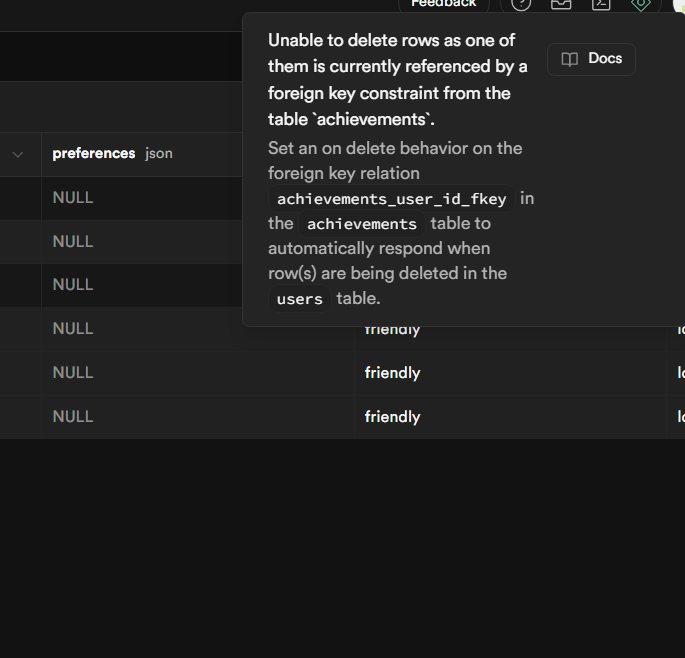 Feedback
Unable to delete rows as one of
them is currently referenced by a
foreign key constraint from the
table `achievements`.
Docs
Set an on delete behavior on the
foreign key relation
achievements_user_id_fkey in
the achievements table to
automatically respond when
row(s) are being deleted in the
users table.
preferences json
NULL
NULL
NULL
NULL friendly
NULL friendly
NULL friendly